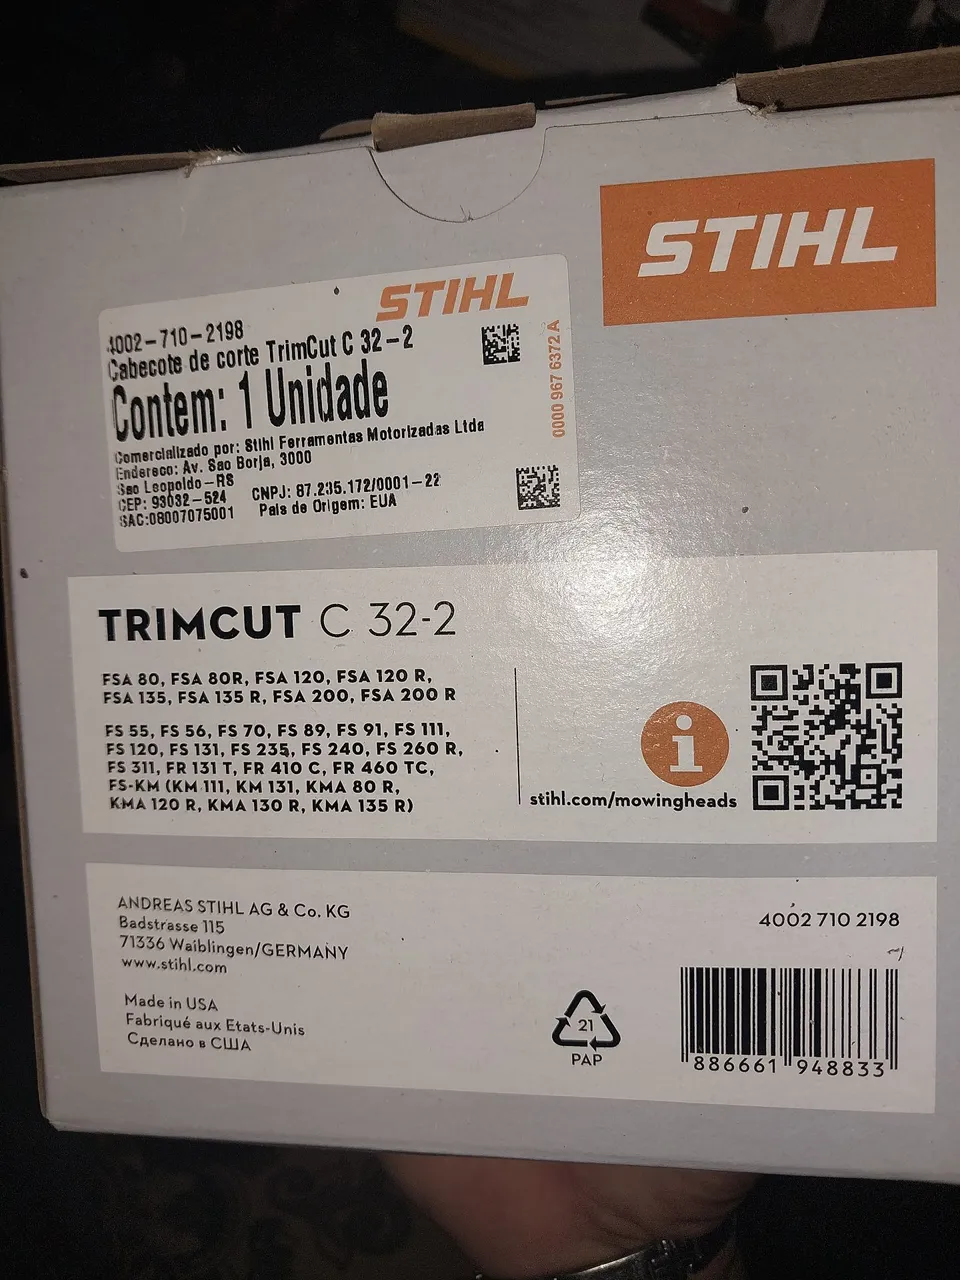 STIHL
STIHL
4002-710-2198
Cabecote de corte TrimCut C 32-2
Contem: 1 Unidade
Comercializado por: Stihl Ferramentas Motorizadas Ltda
Endereco: Av. Sao Borja, 3000
Sao Leopoldo-RS
CEP: 93032-524 CNPJ: 87.235.172/0001-22
SAC:08007075001 Pais de Origem: EUA
0000 967 6372 A
TRIMCUT C 32-2
FSA 80, FSA 80R, FSA 120, FSA 120 R,
FSA 135, FSA 135 R, FSA 200, FSA 200 R
FS 55, FS 56, FS 70, FS 89, FS 91, FS 111,
FS 120, FS 131, FS 235, FS 240, FS 260 R,
FS 311, FR 131 T, FR 410 C, FR 460 TC,
FS-KM (KM 111, KM 131, KMA 80 R,
KMA 120 R, KMA 130 R, KMA 135 R)
i
stihl.com/mowingheads
ANDREAS STIHL AG & Co. KG
Badstrasse 115
71336 Waiblingen/GERMANY
www.stihl.com
Made in USA
Fabriqué aux Etats-Unis
Сделано в США
21
PAP
4002 710 2198
886661 948833